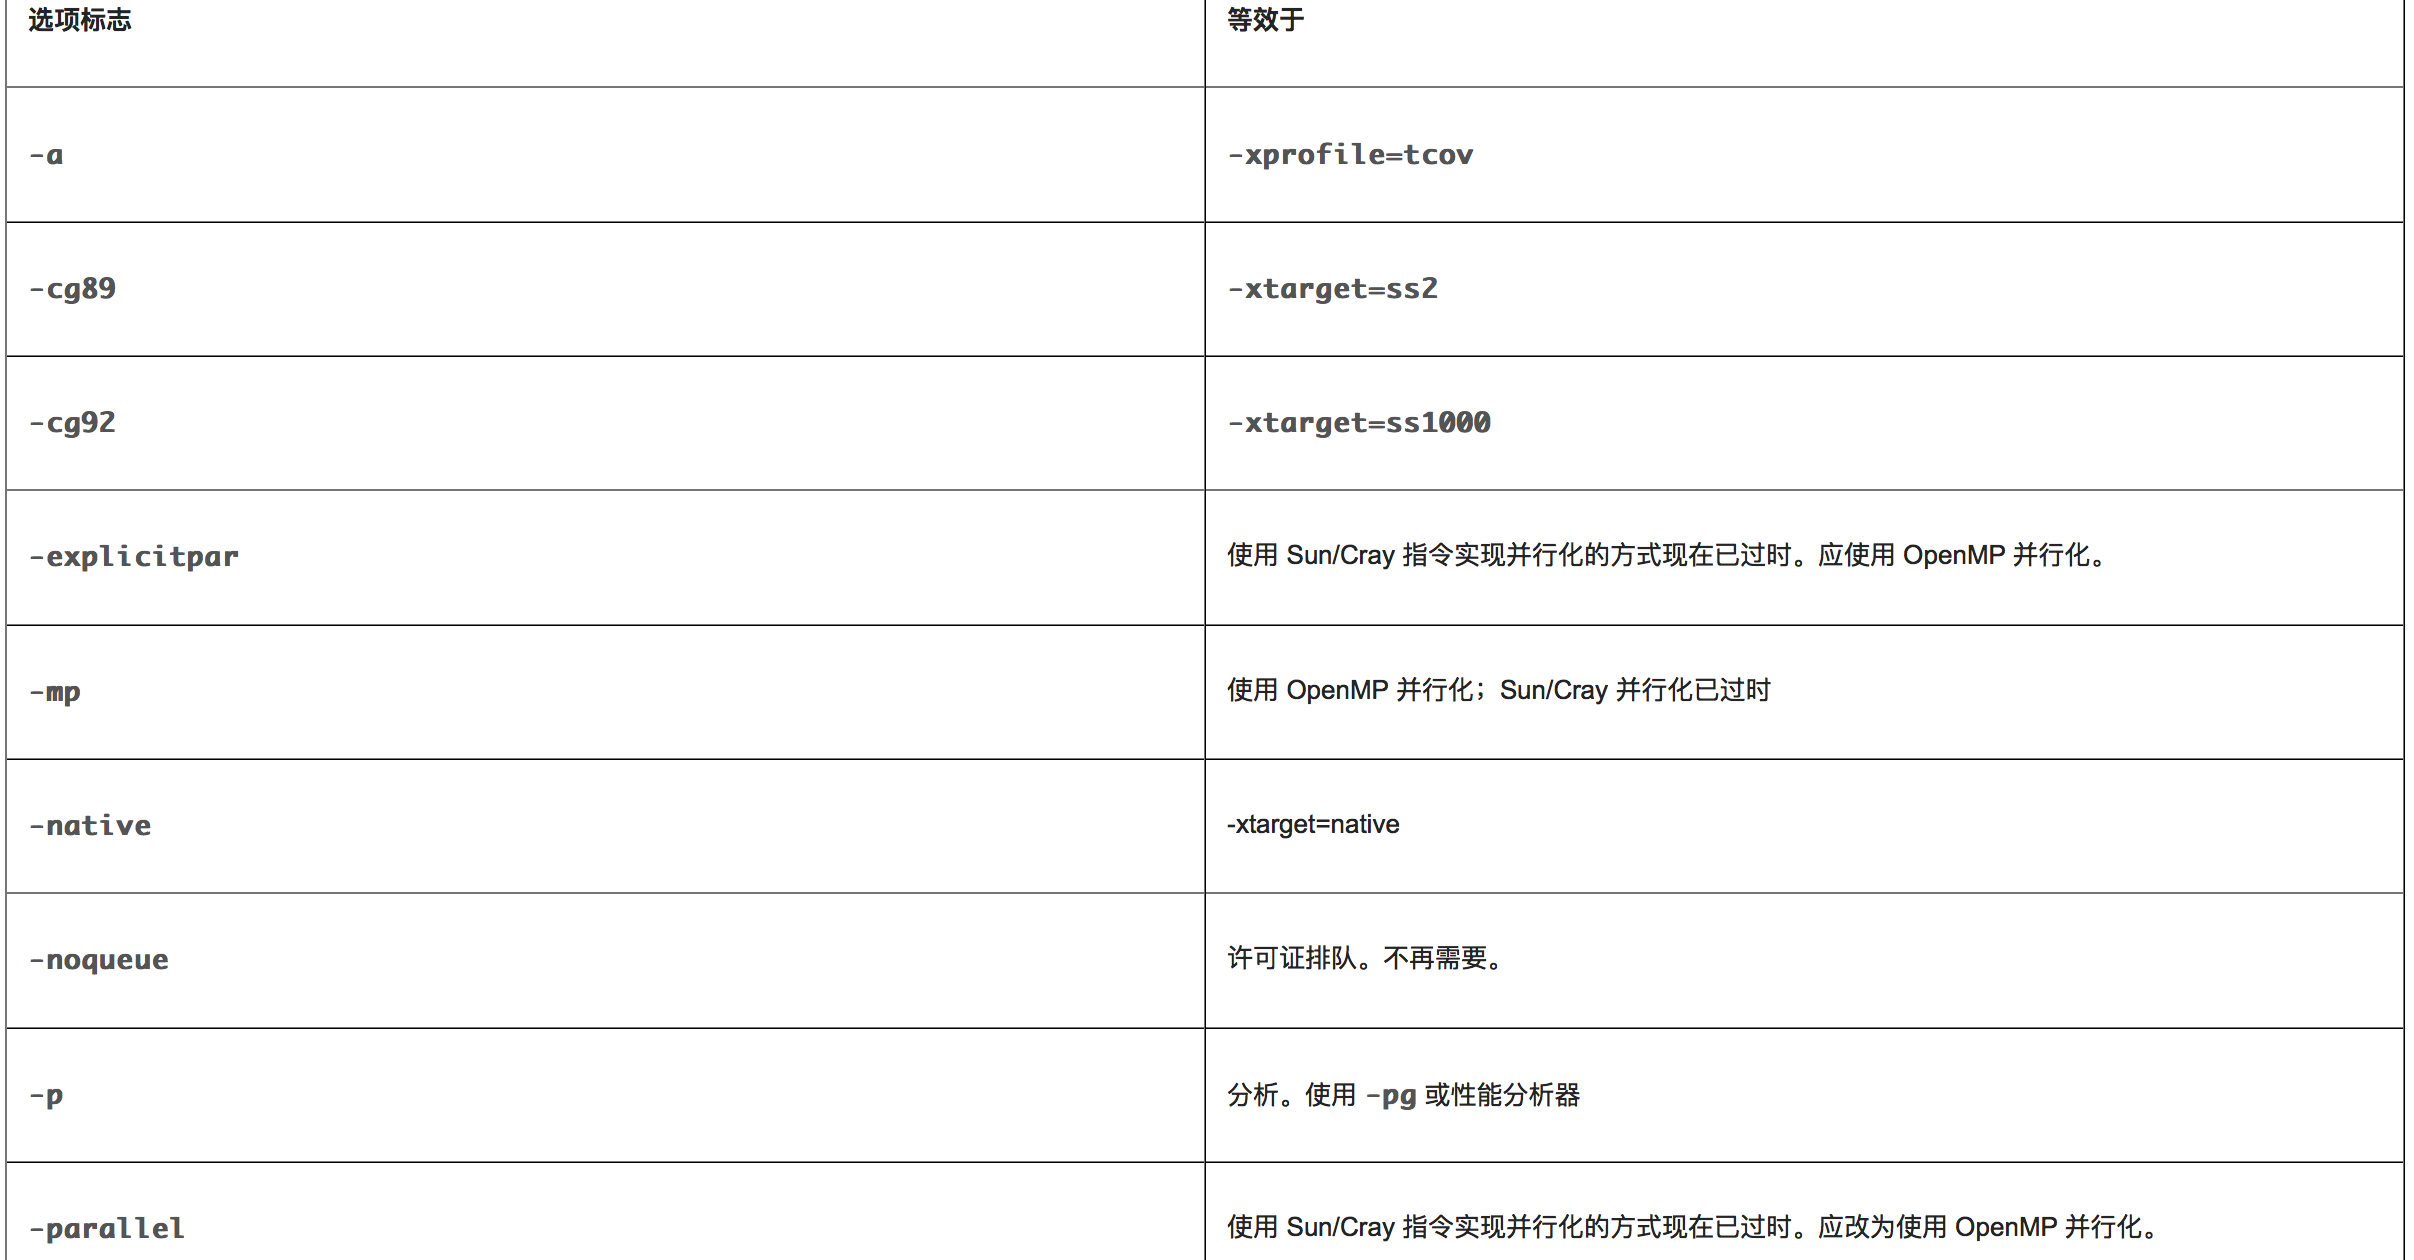 选项标志
等效于
-a
-xprofile=tcov
-cg89
-xtarget=ss2
-cg92
-xtarget=ss1000
-explicitpar
使用 Sun/Cray 指令实现并行化的方式现在已过时。应使用 OpenMP 并行化。
-mp
使用 OpenMP 并行化；Sun/Cray 并行化已过时
-native
-xtarget=native
-noqueue
许可证排队。不再需要。
-p
分析。使用 -pg 或性能分析器
-parallel
使用 Sun/Cray 指令实现并行化的方式现在已过时。应改为使用 OpenMP 并行化。